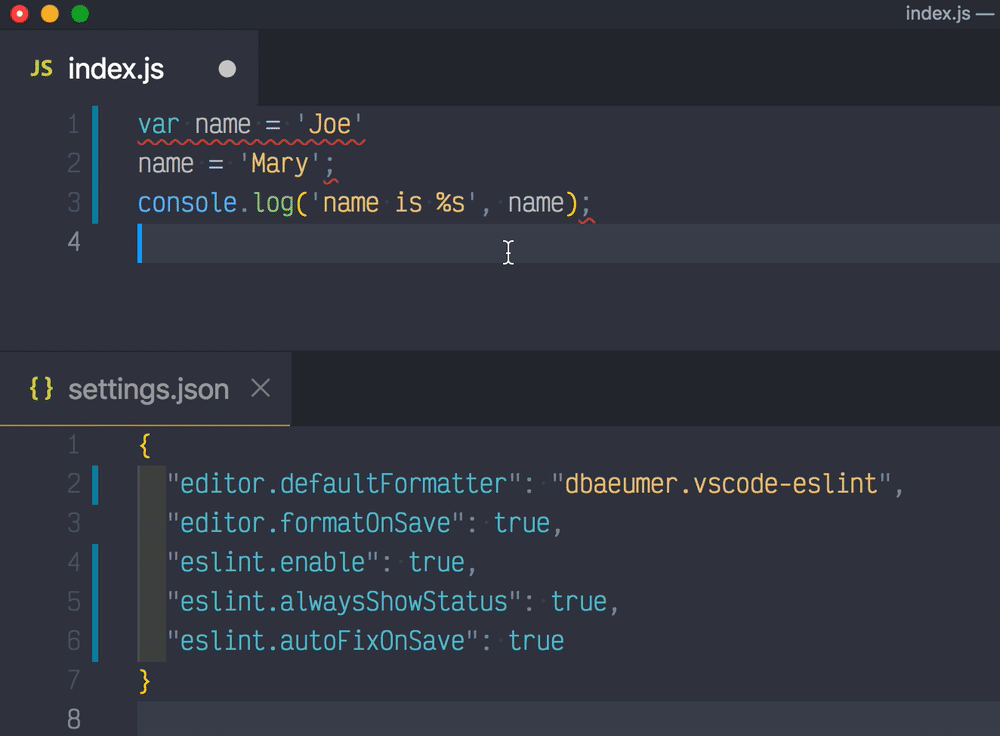 index.js —
JS index.js
1 var name = 'Joe'
2 name = 'Mary';
3 console.log('name is %s', name);
4
{} settings.json
1 {
2 "editor.defaultFormatter": "dbaeumer.vscode-eslint",
3 "editor.formatOnSave": true,
4 "eslint.enable": true,
5 "eslint.alwaysShowStatus": true,
6 "eslint.autoFixOnSave": true
7 }
8